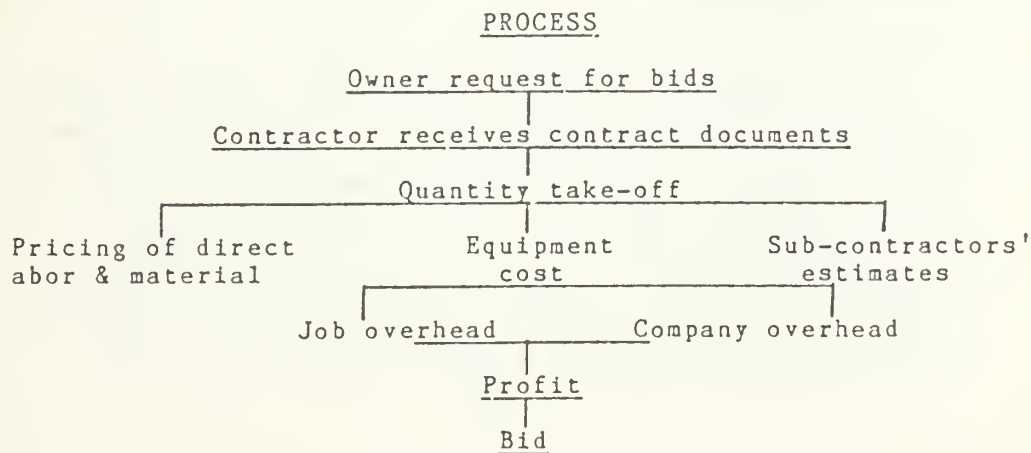 PROCESS
Owner request for bids
Contractor receives contract documents
Quantity take-off
Pricing of direct Equipment Sub-contractors'
abor & material cost estimates
Job overhead Company overhead
Profit
Bid